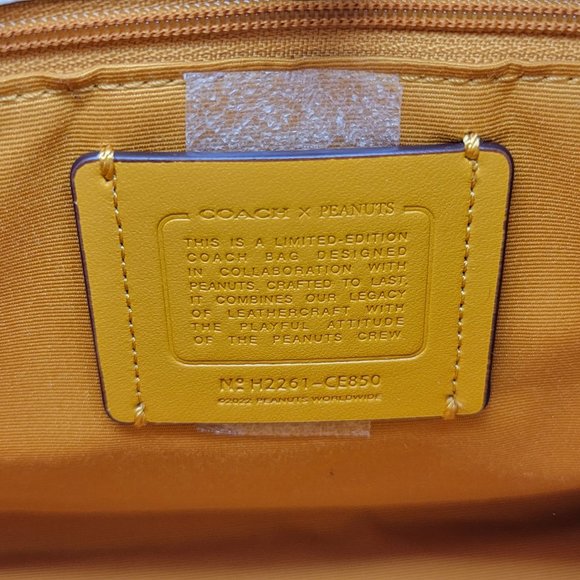 COACH × PEANUTS
THIS IS A LIMITED-EDITION
COACH BAG DESIGNED
IN COLLABORATION WITH
PEANUTS. CRAFTED TO LAST,
IT COMBINES OUR LEGACY
OF LEATHERCRAFT WITH
THE PLAYFUL ATTITUDE
OF THE PEANUTS CREW.
Nº H2261-CE850
©2022 PEANUTS WORLDWIDE